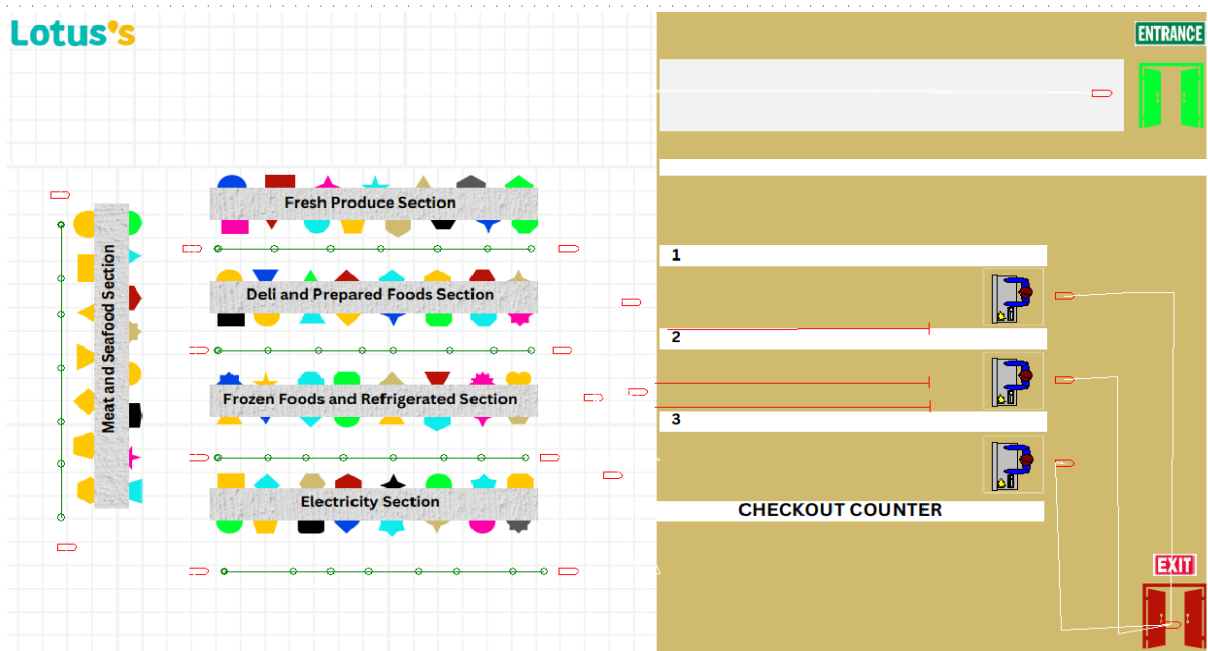 Lotus's
ENTRANCE
Fresh Produce Section
Meat and Seafood Section
Deli and Prepared Foods Section
Frozen Foods and Refrigerated Section
Electricity Section
1
2
3
CHECKOUT COUNTER
EXIT